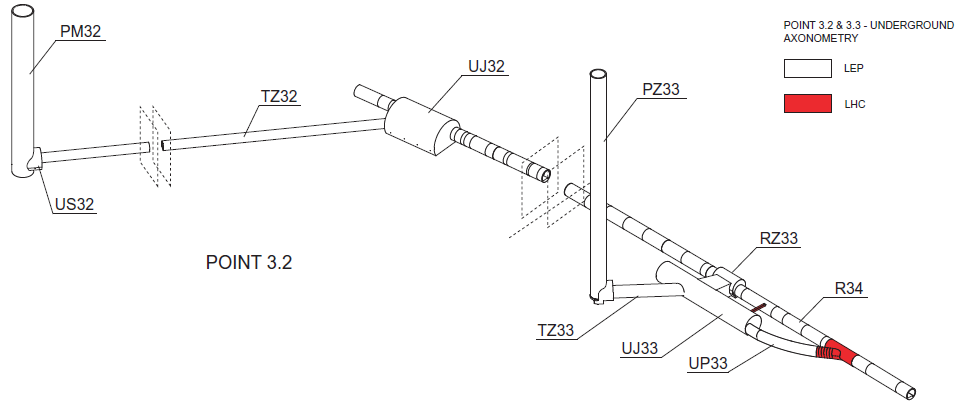 PM32
UJ32
POINT 3.2 & 3.3 - UNDERGROUND
AXONOMETRY
LEP
LHC
TZ32
PZ33
US32
POINT 3.2
RZ33
R34
TZ33
UJ33
UP33